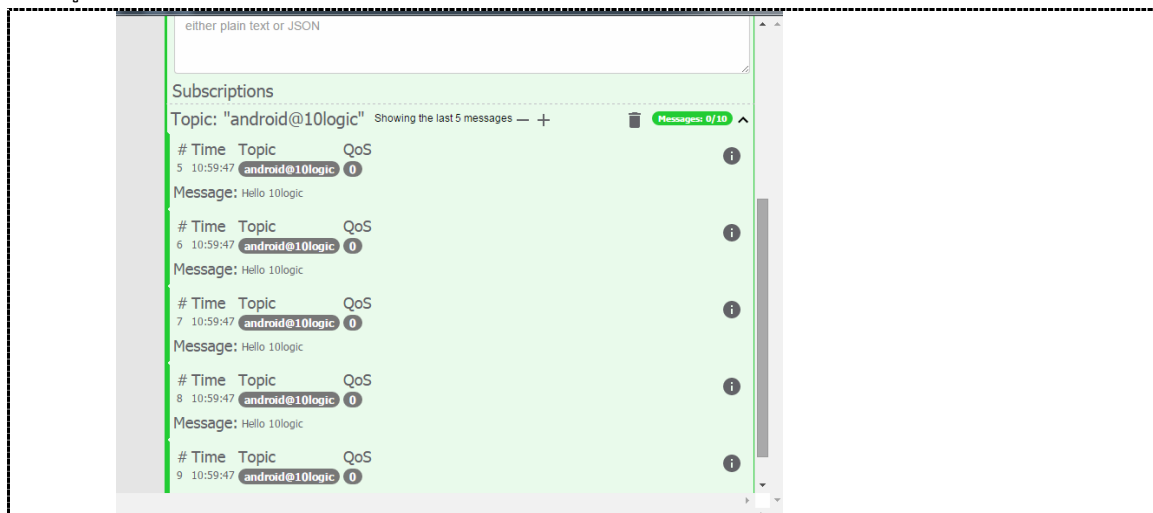 either plain text or JSON
Subscriptions
Topic: "android@10logic" Showing the last 5 messages — + Messages: 0/10
# Time Topic QoS
5 10:59:47 android@10logic 0
Message: Hello 10logic
# Time Topic QoS
6 10:59:47 android@10logic 0
Message: Hello 10logic
# Time Topic QoS
7 10:59:47 android@10logic 0
Message: Hello 10logic
# Time Topic QoS
8 10:59:47 android@10logic 0
Message: Hello 10logic
# Time Topic QoS
9 10:59:47 android@10logic 0